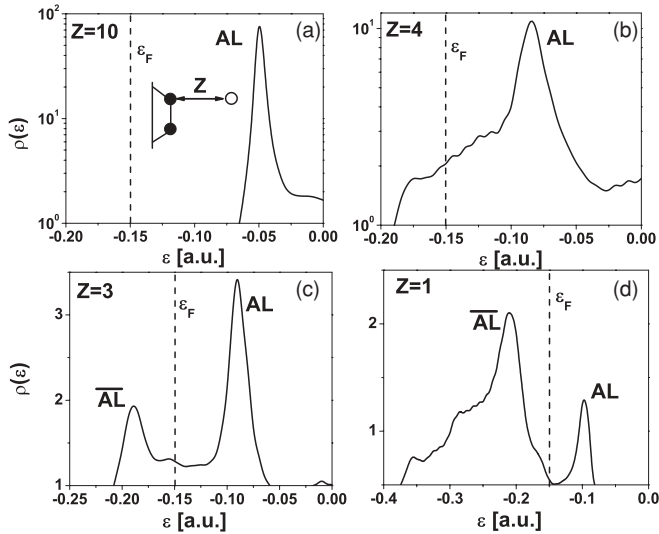 Z=10
(a)
AL
ε_F
Z
10^2
10^1
10^0
ρ(ε)
-0.20 -0.15 -0.10 -0.05 0.00
ε [a.u.]
Z=4
(b)
AL
ε_F
10^1
10^0
-0.20 -0.15 -0.10 -0.05 0.00
ε [a.u.]
Z=3
(c)
AL
A̅L̅
ε_F
3
2
1
ρ(ε)
-0.25 -0.20 -0.15 -0.10 -0.05 0.00
ε [a.u.]
Z=1
(d)
A̅L̅
AL
ε_F
2
1
-0.4 -0.3 -0.2 -0.1 0.0
ε [a.u.]